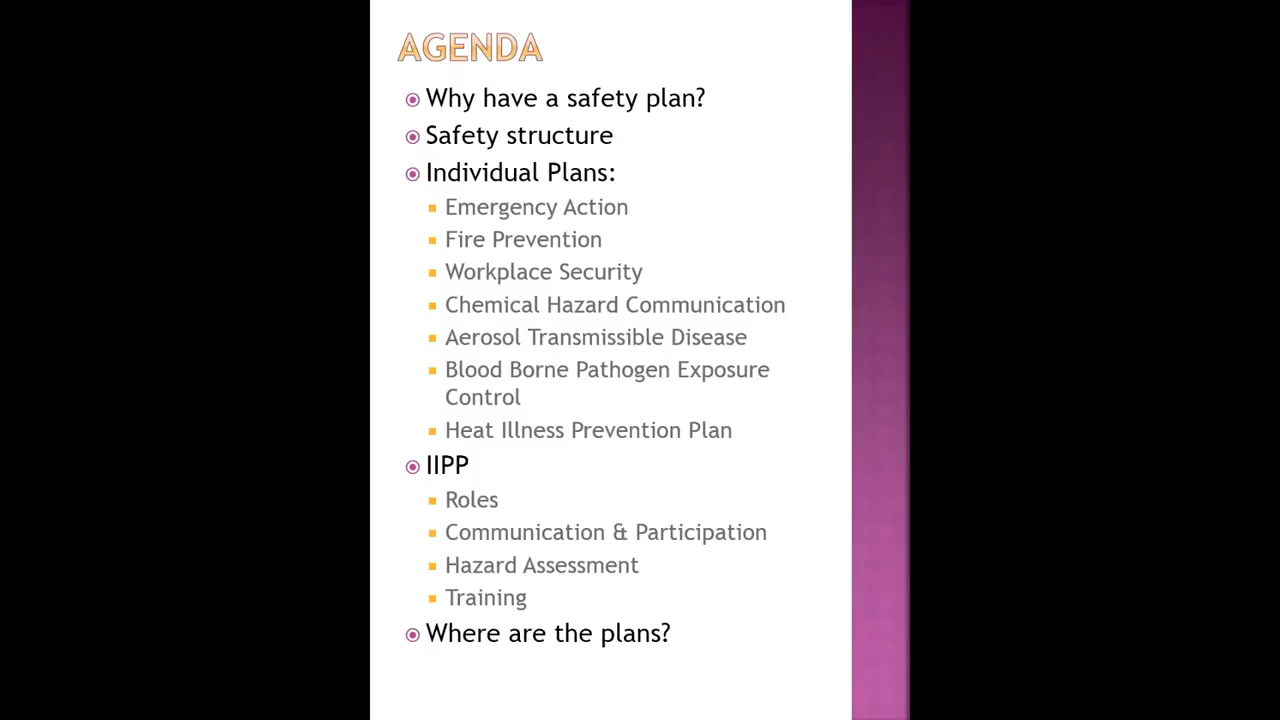 AGENDA
Why have a safety plan?
Safety structure
Individual Plans:
Emergency Action
Fire Prevention
Workplace Security
Chemical Hazard Communication
Aerosol Transmissible Disease
Blood Borne Pathogen Exposure
Control
Heat Illness Prevention Plan
IIPP
Roles
Communication & Participation
Hazard Assessment
Training
Where are the plans?